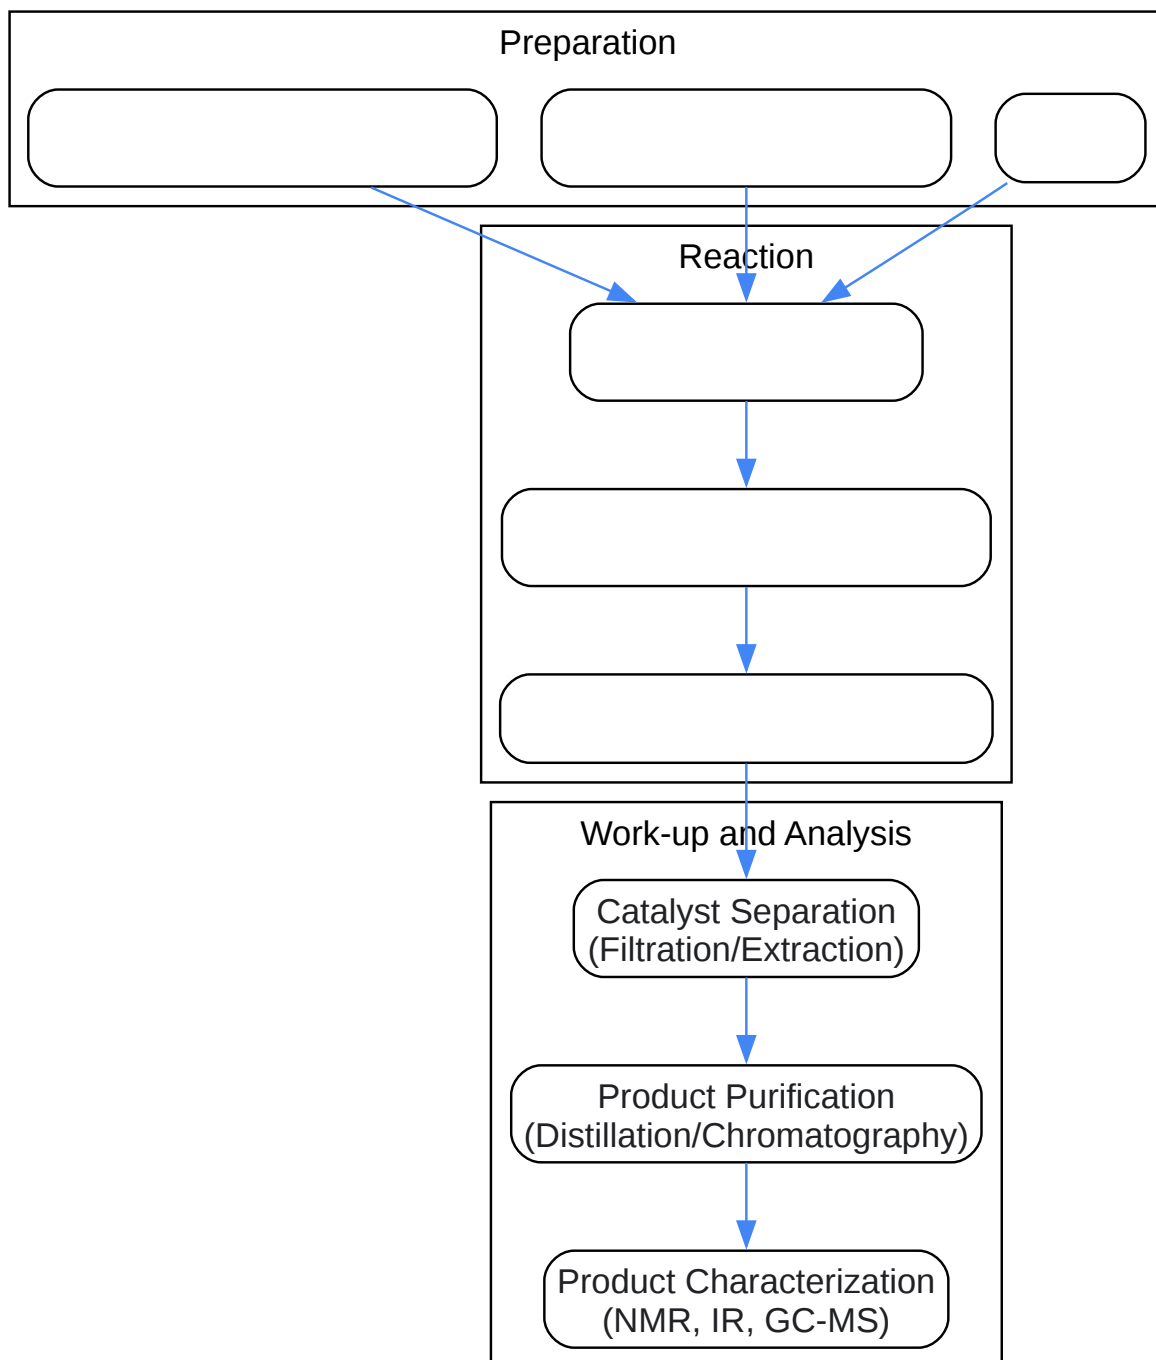 Preparation
Reaction
Work-up and Analysis
Catalyst Separation
(Filtration/Extraction)
Product Purification
(Distillation/Chromatography)
Product Characterization
(NMR, IR, GC-MS)